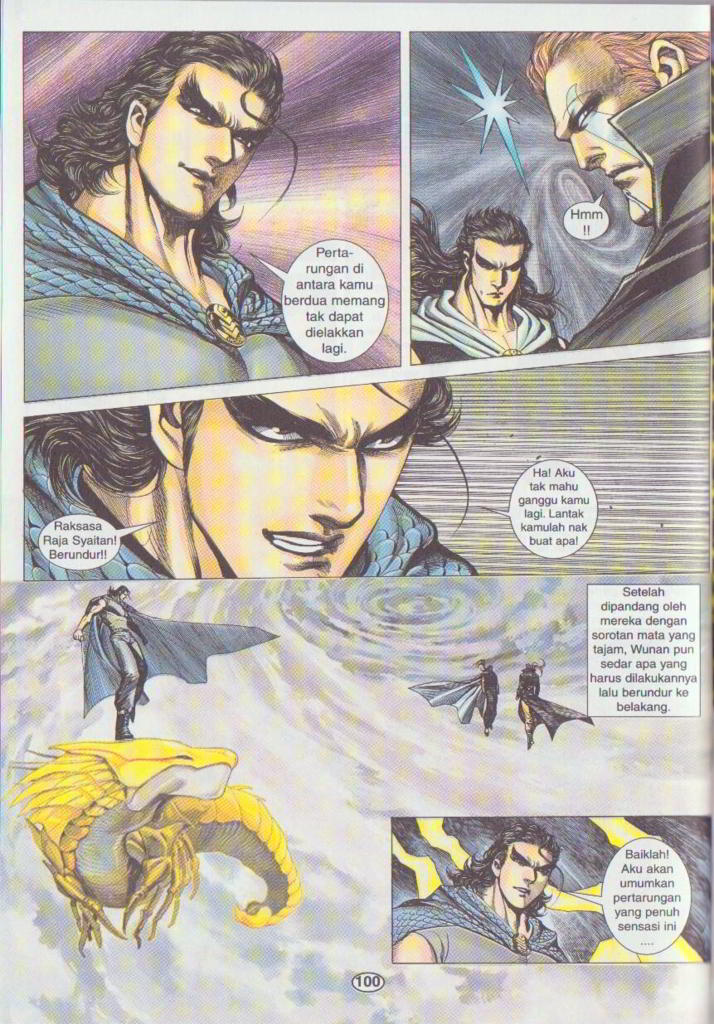 Perta-
rungan di
antara kamu
berdua memang
tak dapat
dielakkan
lagi.
Hmm
!!
Raksasa
Raja Syaitan!
Berundur!!
Ha! Aku
tak mahu
ganggu kamu
lagi. Lantak
kamulah nak
buat apa!
Setelah
dipandang oleh
mereka dengan
sorotan mata yang
tajam, Wunan pun
sedar apa yang
harus dilakukannya
lalu berundur ke
belakang.
Baiklah!
Aku akan
umumkan
pertarungan
yang penuh
sensasi ini
....
100